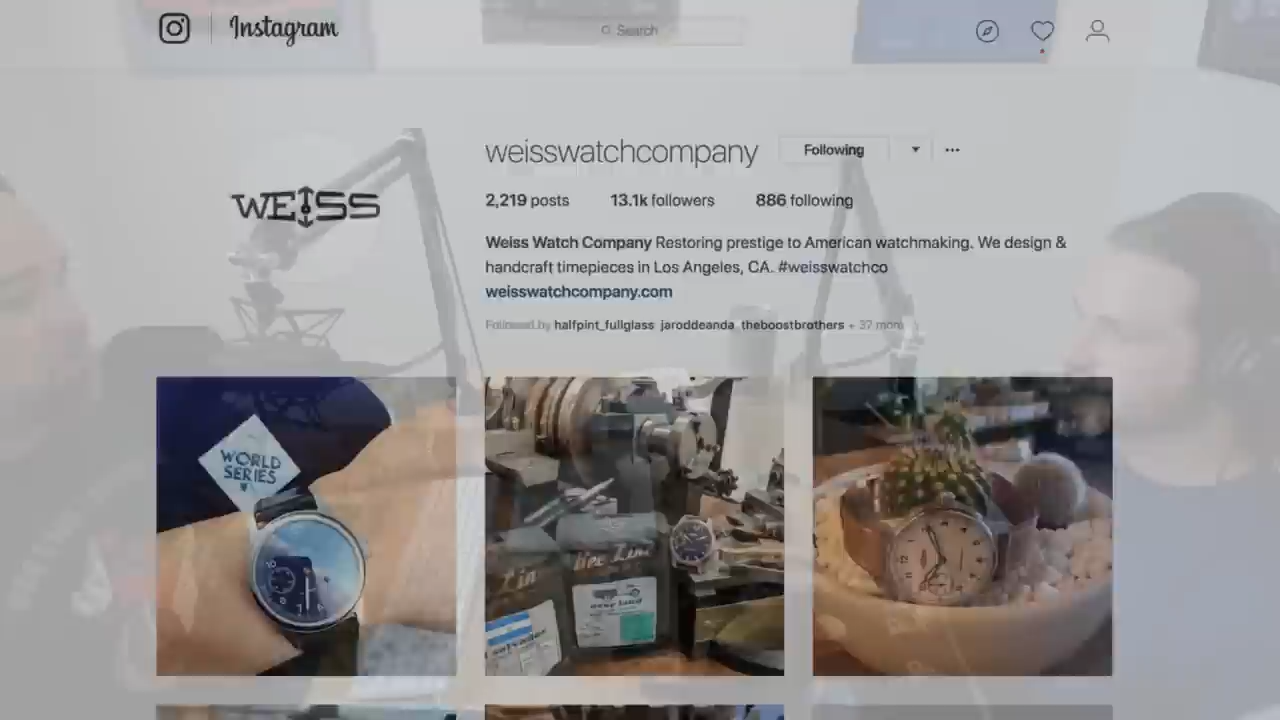 Instagram
Search
weisswatchcompany Following
WEISS
2,219 posts 13.1k followers 886 following
Weiss Watch Company Restoring prestige to American watchmaking. We design &
handcraft timepieces in Los Angeles, CA. #weisswatchco
weisswatchcompany.com
Followed by halfpint_fullglass jaroddeanda theboostbrothers + 37 more
WORLD
SERIES